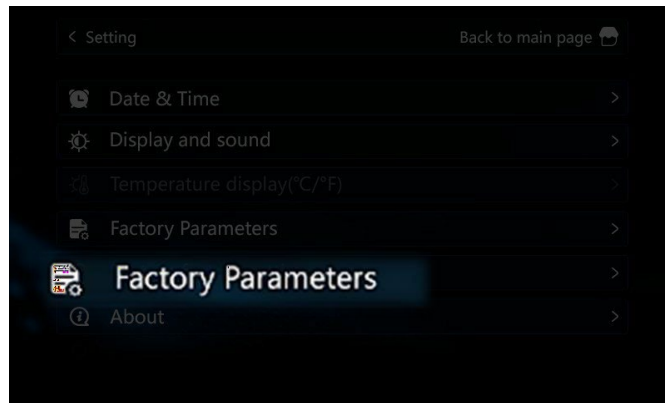 < Setting Back to main page
Date & Time >
Display and sound >
Temperature display(°C/°F) >
Factory Parameters >
Factory Parameters >
About >